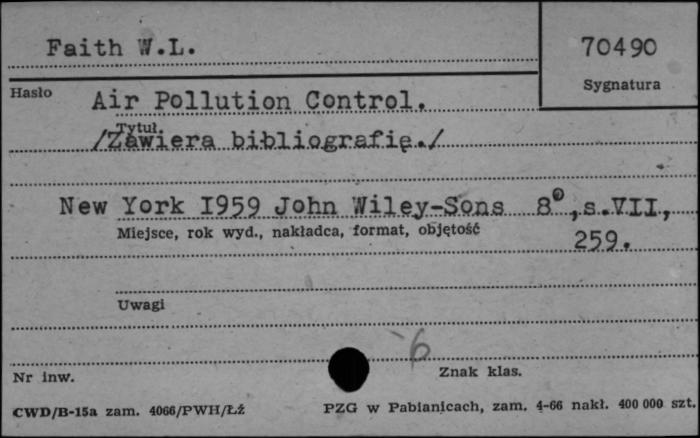 Faith W.L.
70490
Sygnatura
Hasło
Air Pollution Control.
Tytuł.
/Zawiera bibliografię./
New York 1959 John Wiley-Sons 8°,s.VII,
Miejsce, rok wyd., nakładca, format, objętość
259.
Uwagi
6
Nr inw.
Znak klas.
CWD/B-15a zam. 4066/PWH/Łź
PZG w Pabianicach, zam. 4-66 nakł. 400 000 szt.